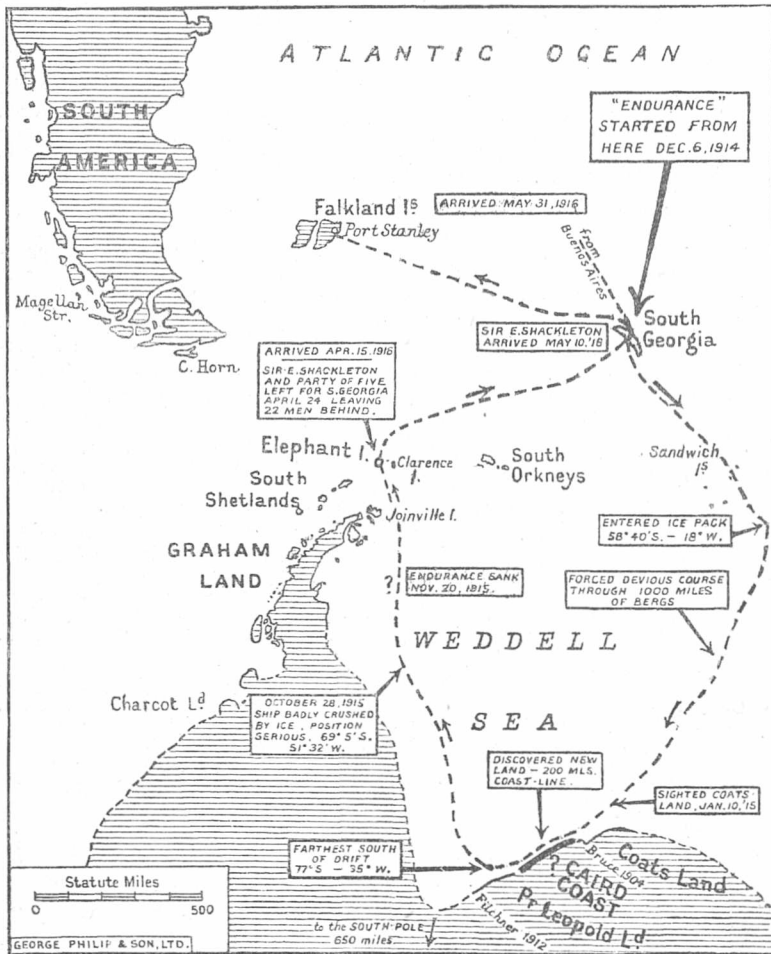 ATLANTIC OCEAN
"ENDURANCE"
STARTED FROM
HERE DEC. 6, 1914
SOUTH
AMERICA
ARRIVED MAY 31, 1916
Falkland Iˢ
Port Stanley
from
Buenos Aires
Magellan
Str.
C. Horn
SIR E. SHACKLETON
ARRIVED MAY 10,'16
South
Georgia
ARRIVED APR. 15, 1916
SIR E. SHACKLETON
AND PARTY OF FIVE
LEFT FOR S. GEORGIA
APRIL 24 LEAVING
22 MEN BEHIND.
Elephant I.
Clarence
I.
South
Orkneys
Sandwich
Iˢ
South
Shetlands
Joinville I.
ENTERED ICE PACK
58° 40'S. – 18° W.
GRAHAM
LAND
?
ENDURANCE SANK
NOV. 20, 1915.
FORCED DEVIOUS COURSE
THROUGH 1000 MILES
OF BERGS
WEDDELL
SEA
Charcot Lᵈ
OCTOBER 28, 1915
SHIP BADLY CRUSHED
BY ICE, POSITION
SERIOUS. 69° 5'S.
51° 32' W.
DISCOVERED NEW
LAND – 200 MLS.
COAST-LINE.
SIGHTED COATS
LAND, JAN. 10,'15
FARTHEST SOUTH
OF DRIFT
77° S – 35° W.
Bruce 1904
Coats Land
? CAIRD
COAST
Pr Leopold Lᵈ
Pilchner 1912
to the SOUTH POLE
650 miles.
Statute Miles
0 500
GEORGE PHILIP & SON, LTD.